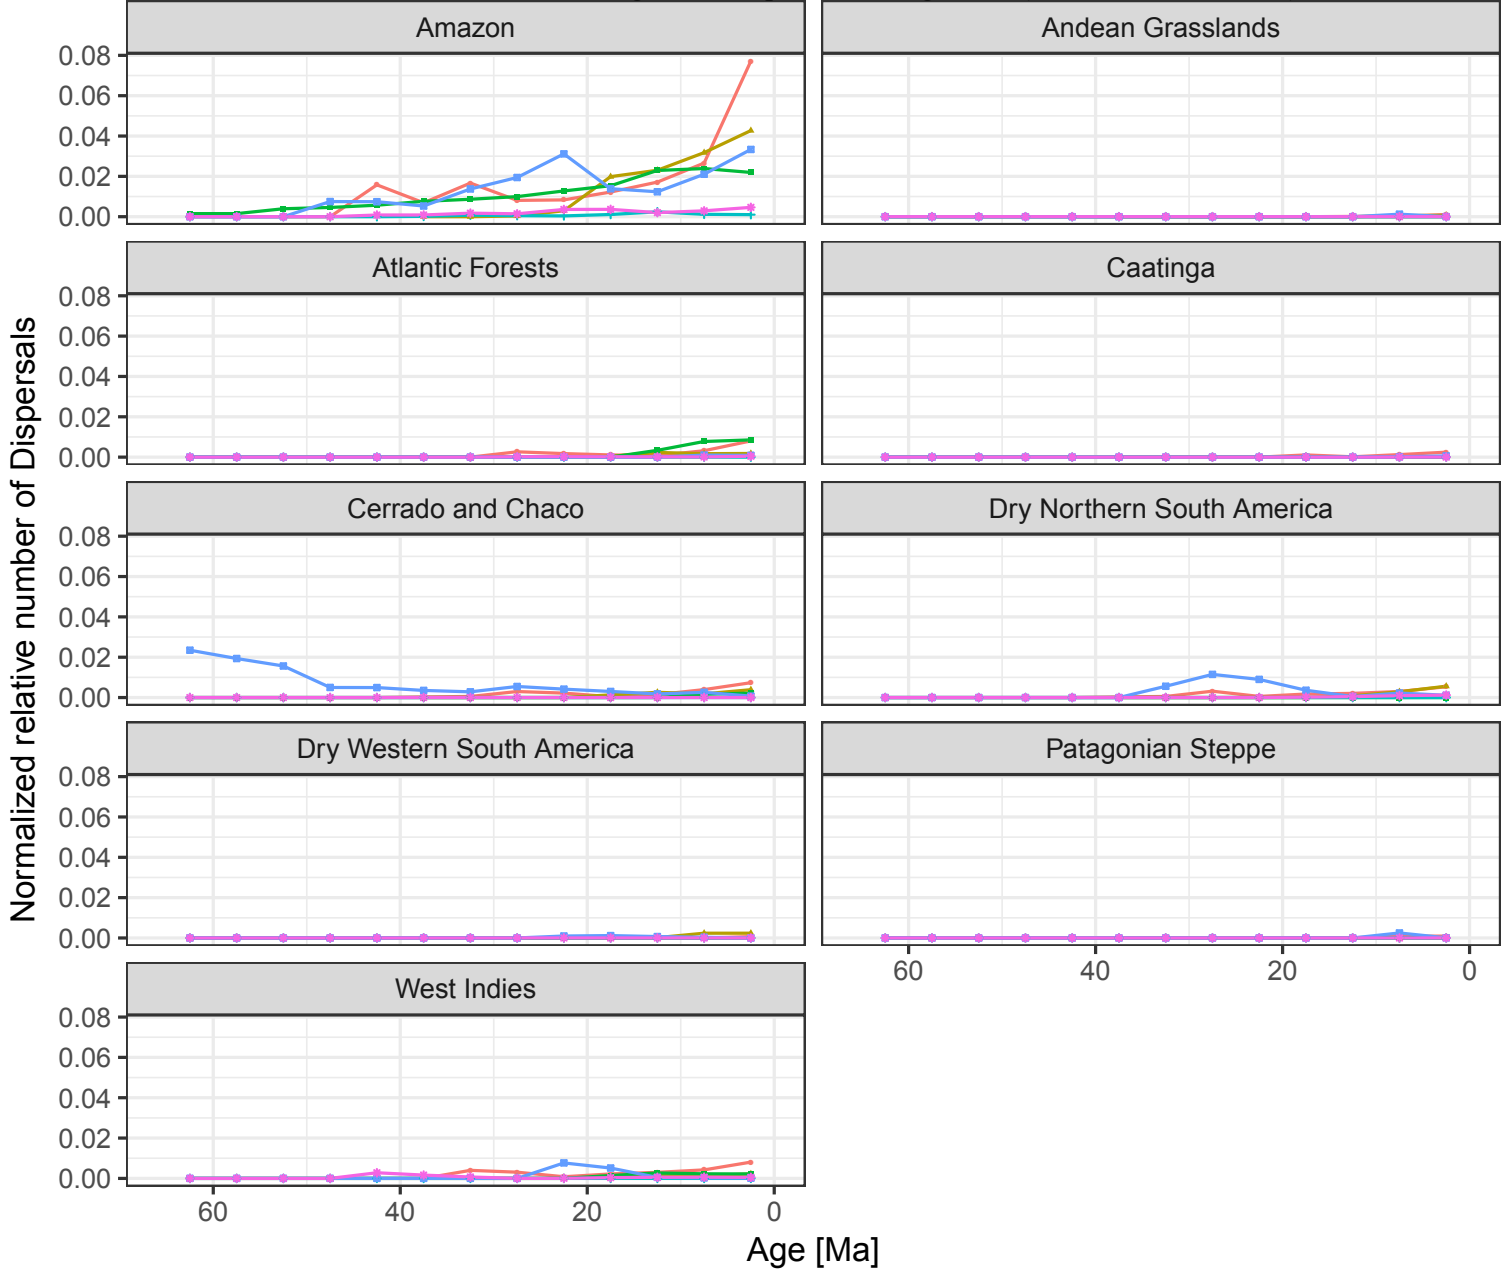 Amazon
Andean Grasslands
0.08
0.06
0.04
0.02
0.00
Atlantic Forests
Caatinga
0.08
0.06
0.04
0.02
0.00
Cerrado and Chaco
Dry Northern South America
0.08
0.06
0.04
0.02
0.00
Dry Western South America
Patagonian Steppe
0.08
0.06
0.04
0.02
0.00
60 40 20 0
West Indies
0.08
0.06
0.04
0.02
0.00
60 40 20 0
Normalized relative number of Dispersals
Age [Ma]